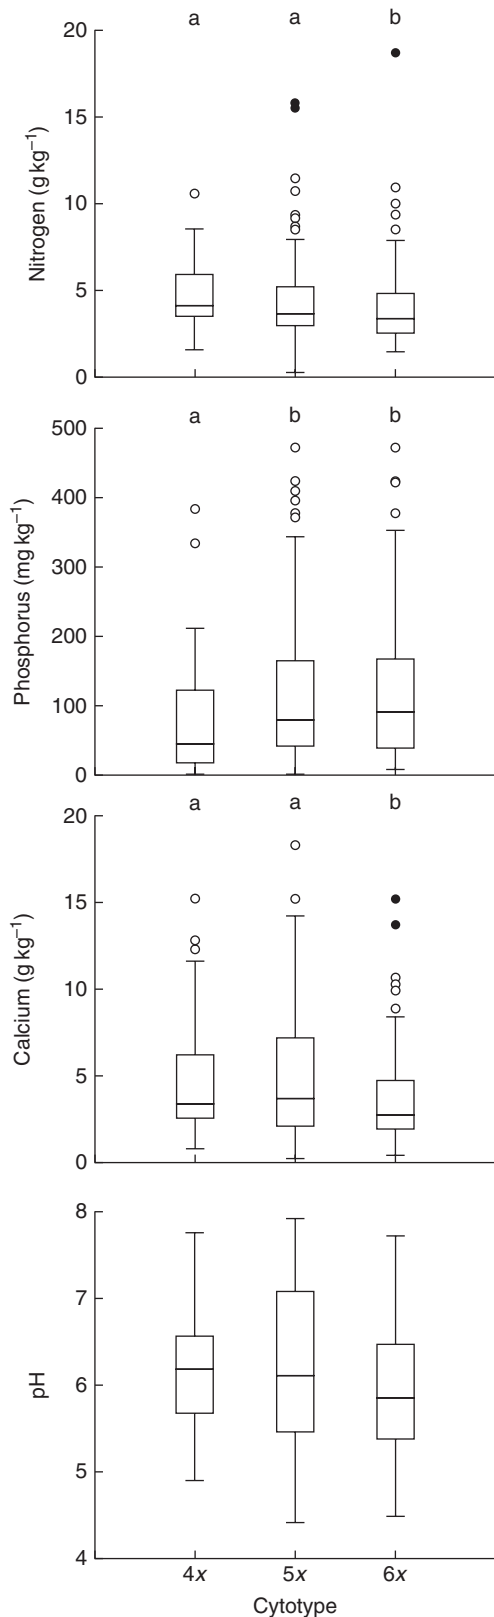 a a b
20
15
10
5
0
Nitrogen (g kg⁻¹)
a b b
500
400
300
200
100
0
Phosphorus (mg kg⁻¹)
a a b
20
15
10
5
0
Calcium (g kg⁻¹)
8
7
6
5
4
pH
4x 5x 6x
Cytotype